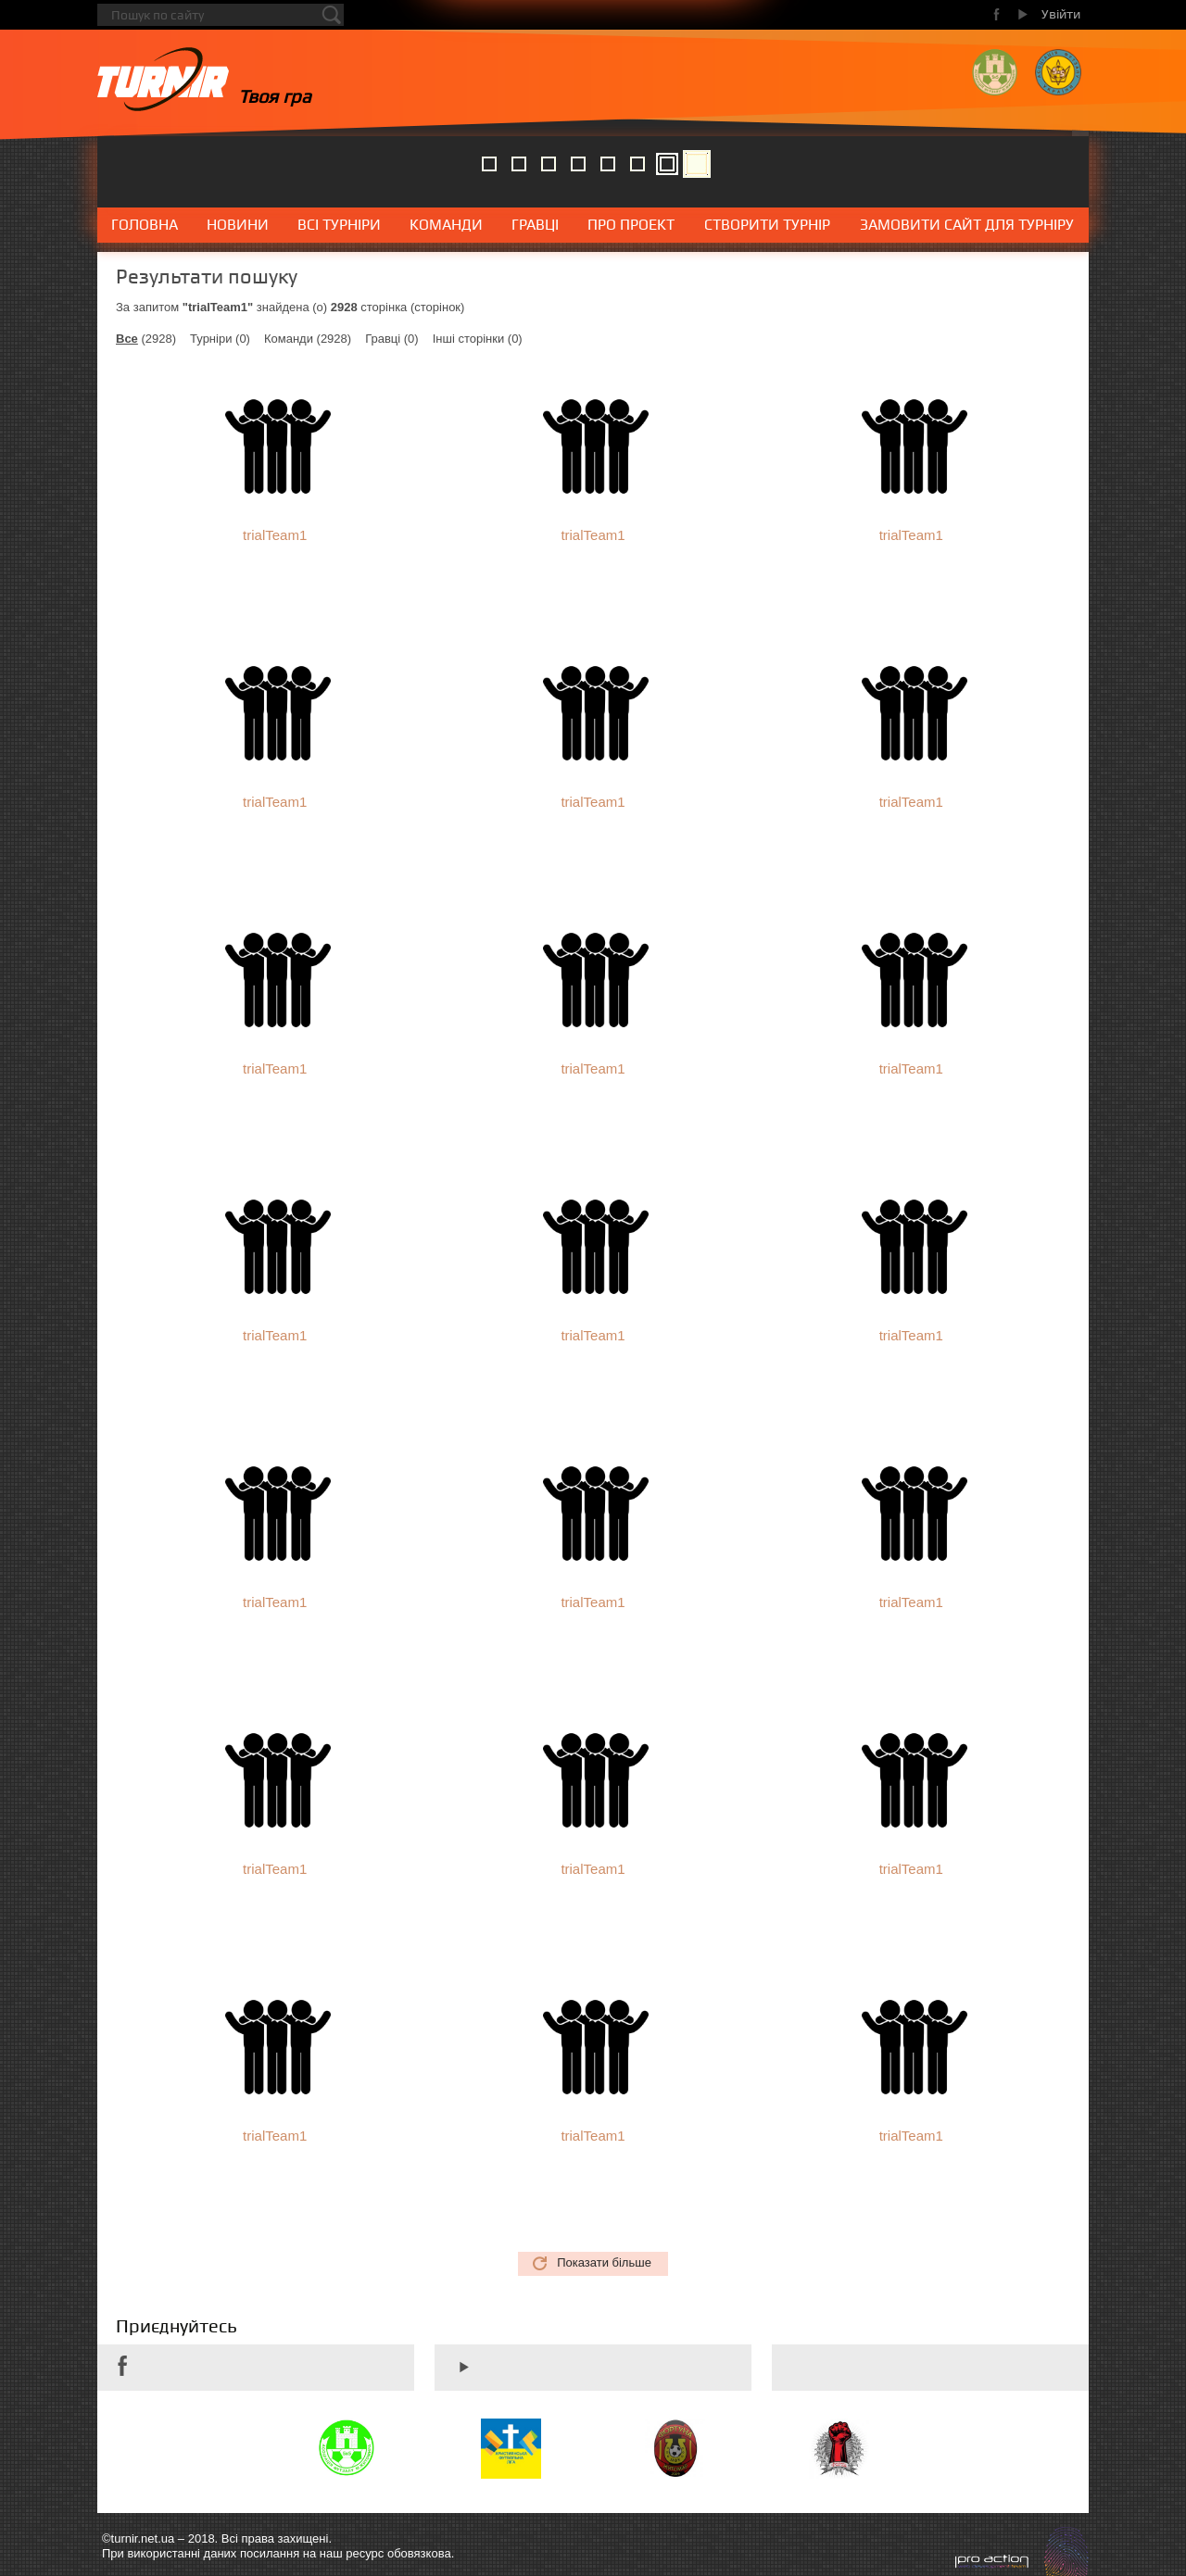 Пошук по сайту
Увійти
TURNIR
Твоя гра
ГОЛОВНА НОВИНИ ВСІ ТУРНІРИ КОМАНДИ ГРАВЦІ ПРО ПРОЕКТ СТВОРИТИ ТУРНІР ЗАМОВИТИ САЙТ ДЛЯ ТУРНІРУ
Результати пошуку
За запитом "trialTeam1" знайдена (о) 2928 сторінка (сторінок)
Все (2928) Турніри (0) Команди (2928) Гравці (0) Інші сторінки (0)
trialTeam1 trialTeam1 trialTeam1
trialTeam1 trialTeam1 trialTeam1
trialTeam1 trialTeam1 trialTeam1
trialTeam1 trialTeam1 trialTeam1
trialTeam1 trialTeam1 trialTeam1
trialTeam1 trialTeam1 trialTeam1
trialTeam1 trialTeam1 trialTeam1
Показати більше
Приєднуйтесь
©turnir.net.ua – 2018. Всі права захищені.
При використанні даних посилання на наш ресурс обовязкова.
pro action